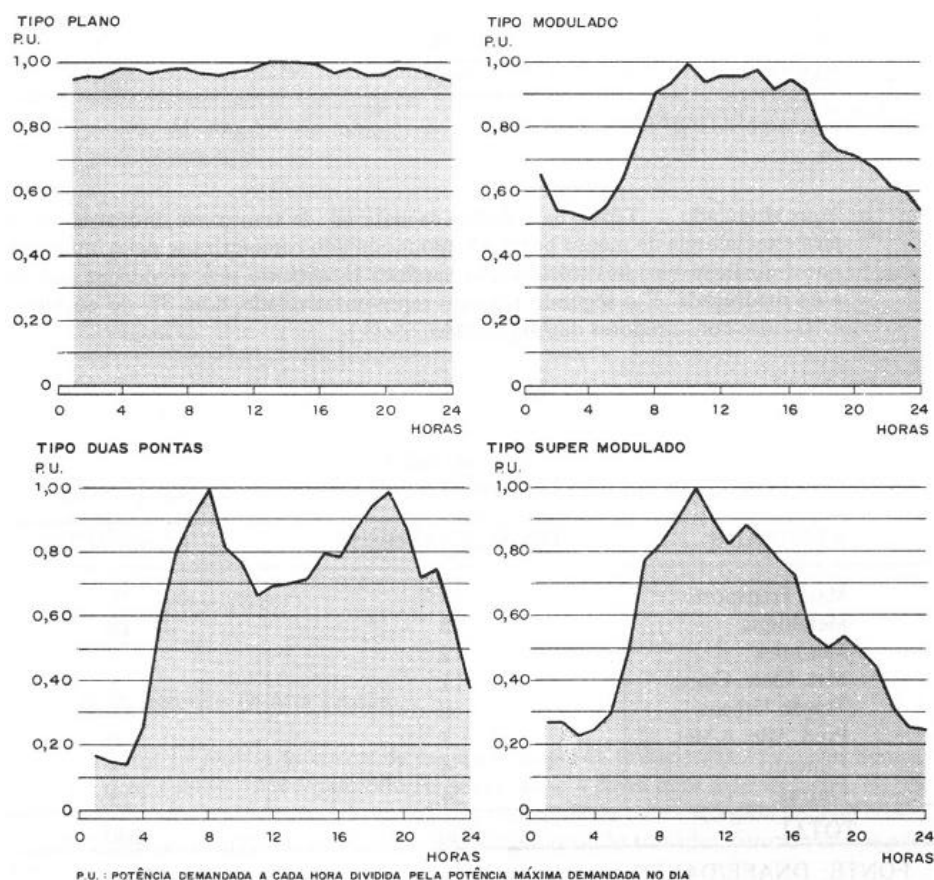 TIPO PLANO
P.U.
1,00
0,80
0,60
0,40
0,20
0
0 4 8 12 16 20 24
HORAS
TIPO MODULADO
P.U.
1,00
0,80
0,60
0,40
0,20
0
0 4 8 12 16 20 24
HORAS
TIPO DUAS PONTAS
P.U.
1,00
0,80
0,60
0,40
0,20
0
0 4 8 12 16 20 24
HORAS
TIPO SUPER MODULADO
P.U.
1,00
0,80
0,60
0,40
0,20
0
0 4 8 12 16 20 24
HORAS
P.U. : POTÊNCIA DEMANDADA A CADA HORA DIVIDIDA PELA POTÊNCIA MÁXIMA DEMANDADA NO DIA